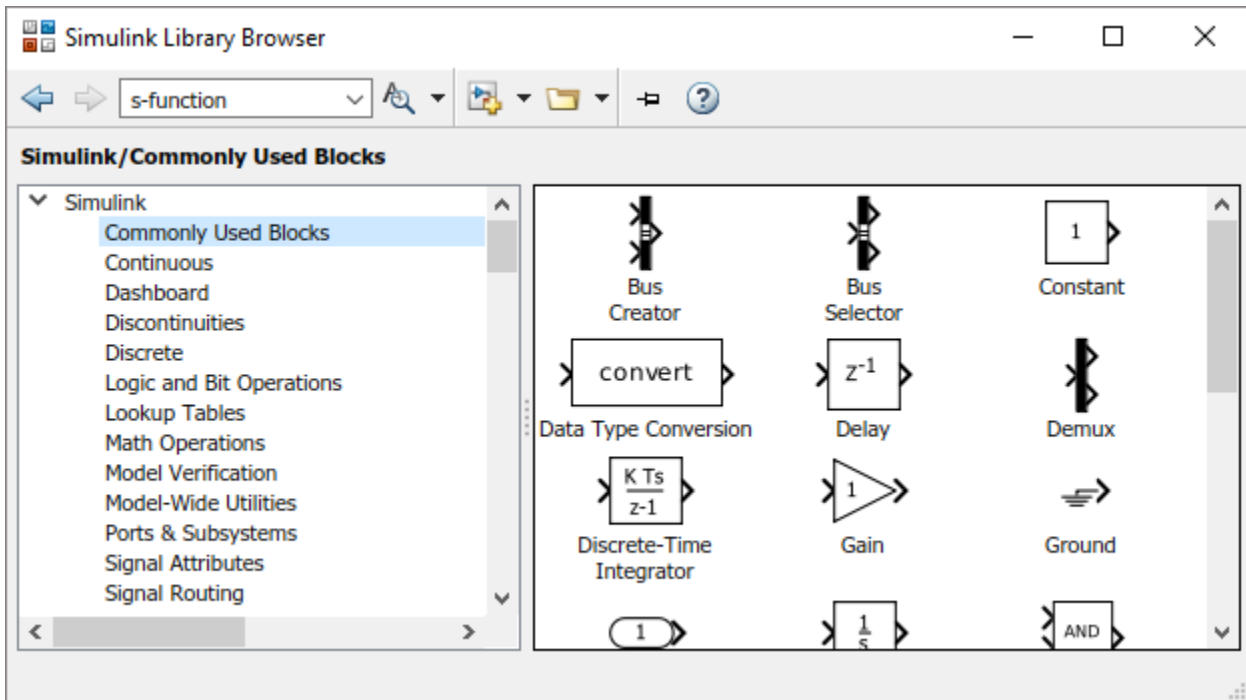 Simulink Library Browser
s-function
Simulink/Commonly Used Blocks
Simulink
Commonly Used Blocks
Continuous
Dashboard
Discontinuities
Discrete
Logic and Bit Operations
Lookup Tables
Math Operations
Model Verification
Model-Wide Utilities
Ports & Subsystems
Signal Attributes
Signal Routing
Bus
Creator
Bus
Selector
1
Constant
convert
Data Type Conversion
z-1
Delay
Demux
K Ts
z-1
Discrete-Time
Integrator
1
Gain
Ground
1
1
s
AND